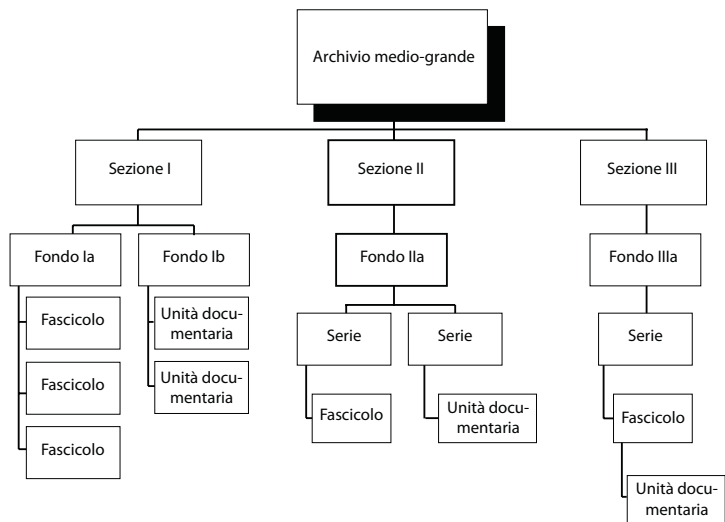 Archivio medio-grande
Sezione I
Sezione II
Sezione III
Fondo Ia
Fondo Ib
Fondo IIa
Fondo IIIa
Fascicolo
Fascicolo
Fascicolo
Unità docu-
mentaria
Unità docu-
mentaria
Serie
Fascicolo
Serie
Unità docu-
mentaria
Serie
Fascicolo
Unità docu-
mentaria